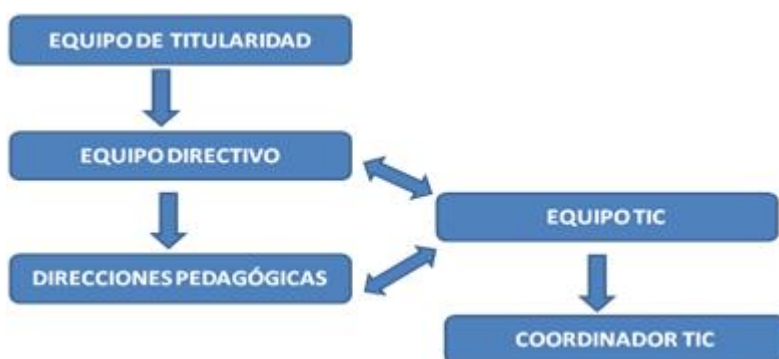 EQUIPO DE TITULARIDAD
EQUIPO DIRECTIVO
EQUIPO TIC
DIRECCIONES PEDAGÓGICAS
COORDINADOR TIC